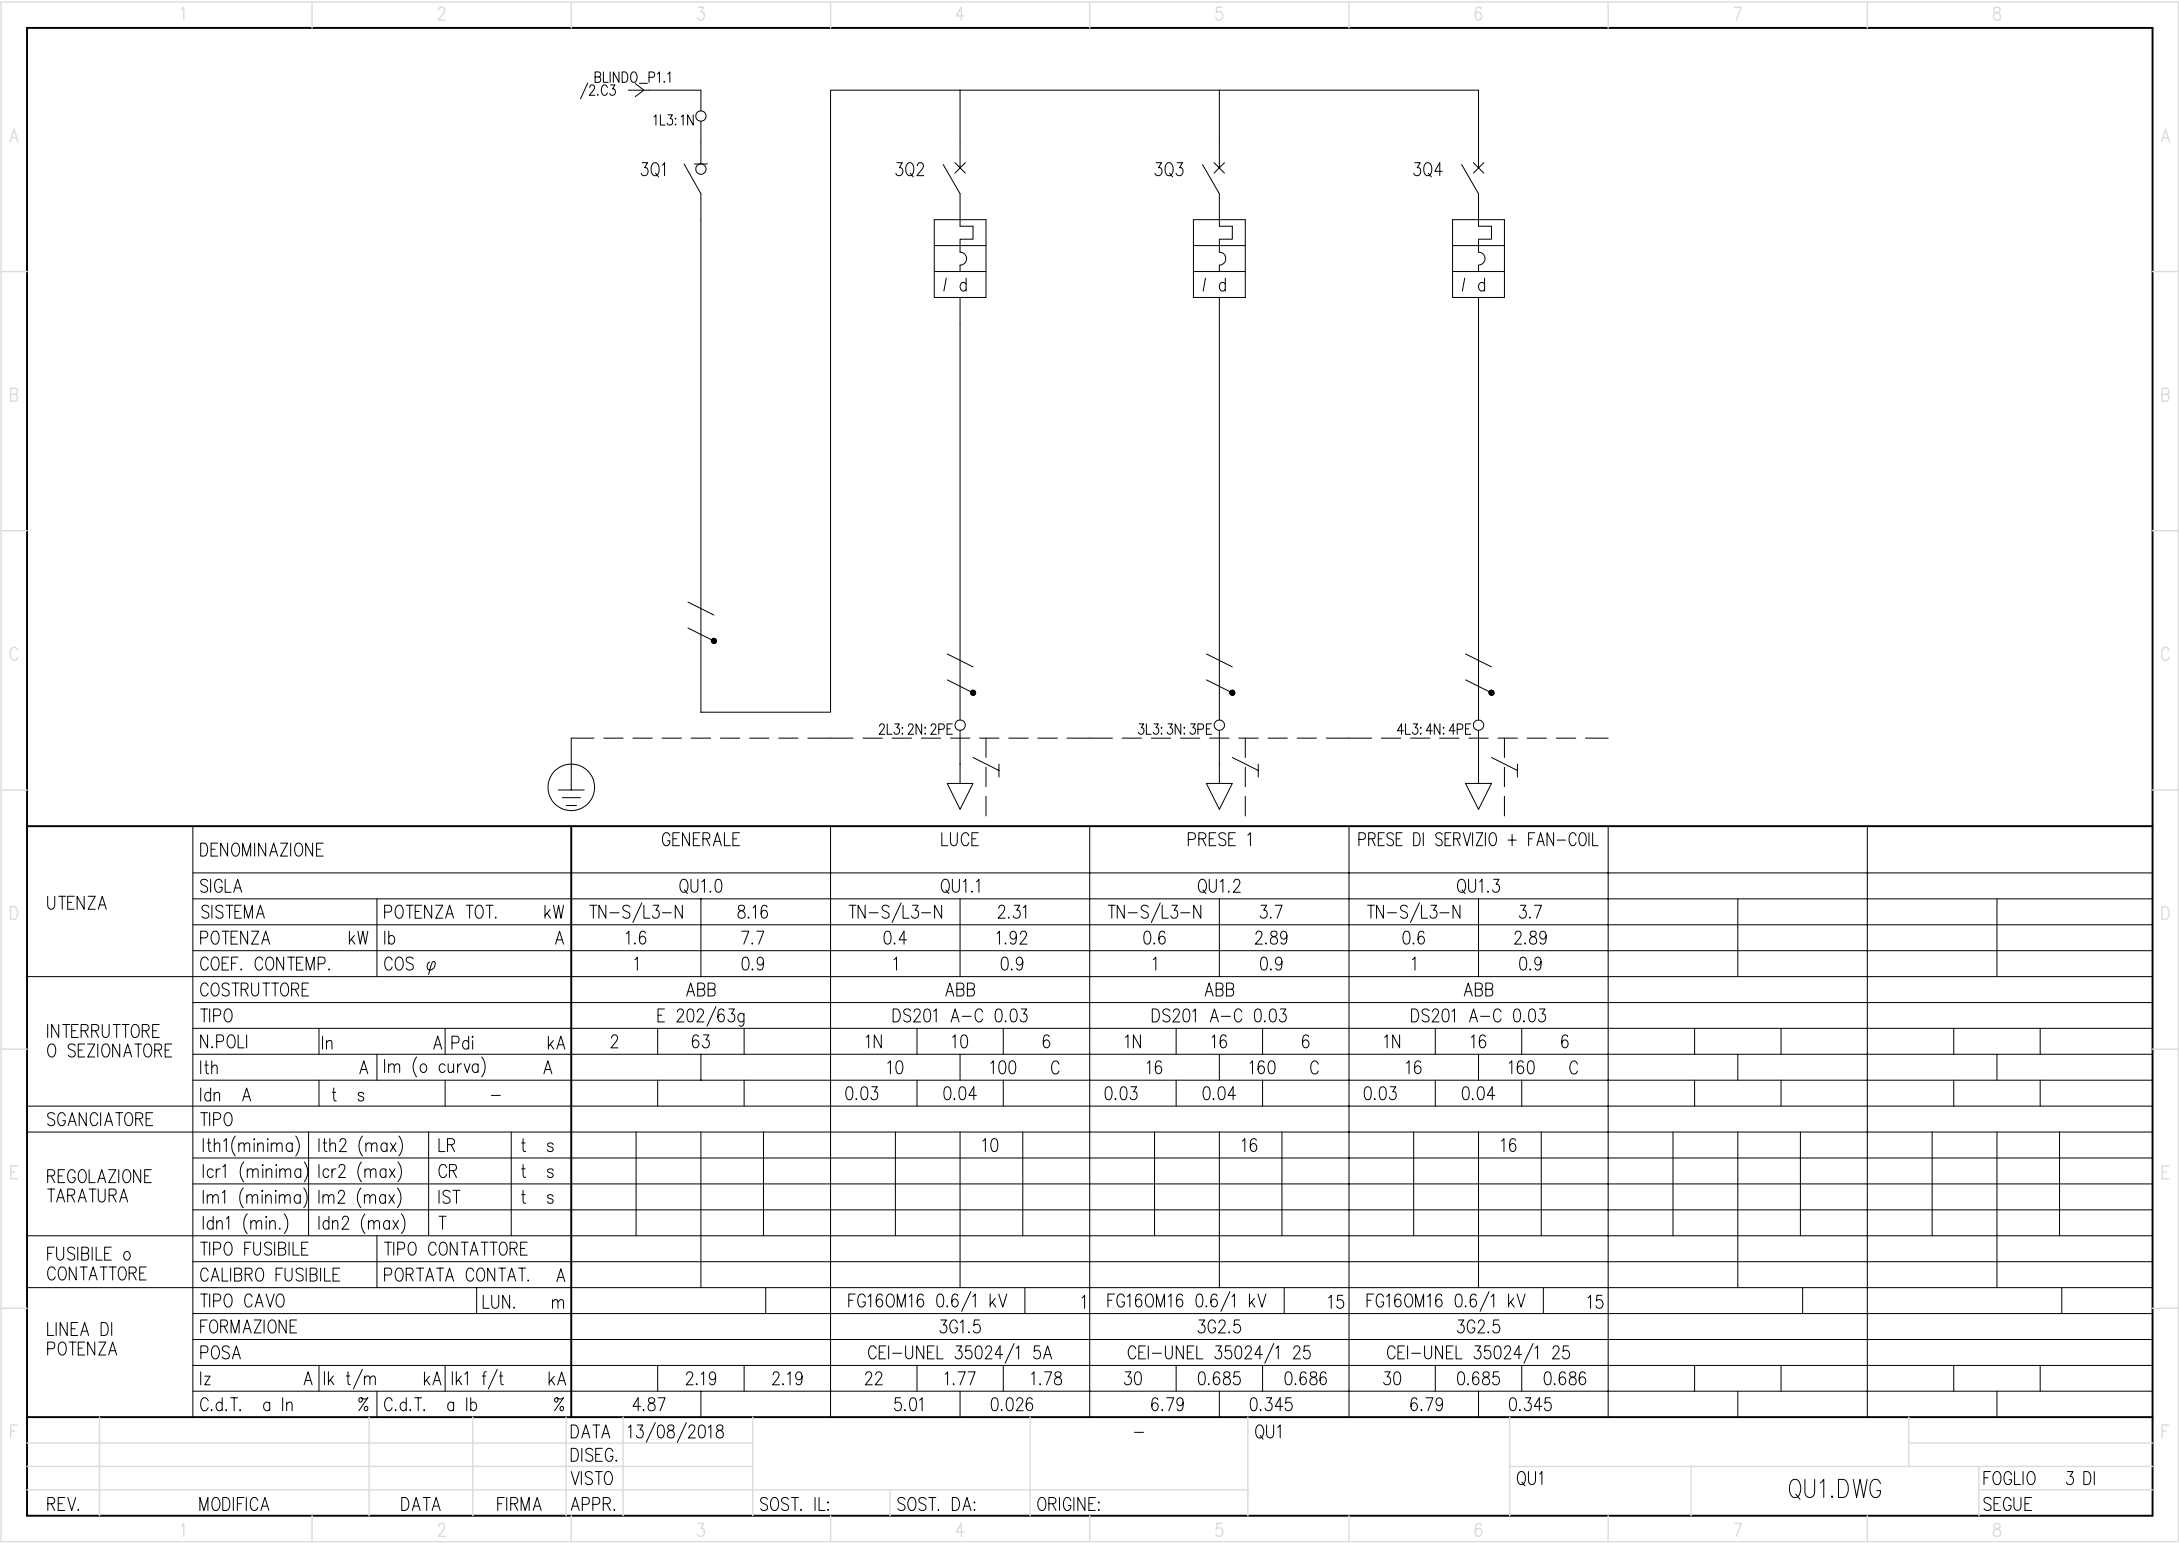 1 2 3 4 5 6 7 8
BLINDO_P1.1
/2.C3
1L3:1N
A A
3Q1 3Q2 3Q3 3Q4
I d I d I d
B B
C C
2L3:2N:2PE 3L3:3N:3PE 4L3:4N:4PE
UTENZA
DENOMINAZIONE GENERALE LUCE PRESE 1 PRESE DI SERVIZIO + FAN-COIL
SIGLA QU1.0 QU1.1 QU1.2 QU1.3
D D
SISTEMA POTENZA TOT. kW TN-S/L3-N 8.16 TN-S/L3-N 2.31 TN-S/L3-N 3.7 TN-S/L3-N 3.7
POTENZA kW Ib A 1.6 7.7 0.4 1.92 0.6 2.89 0.6 2.89
COEF. CONTEMP. COS φ 1 0.9 1 0.9 1 0.9 1 0.9
INTERRUTTORE
O SEZIONATORE
COSTRUTTORE ABB ABB ABB ABB
TIPO E 202/63g DS201 A-C 0.03 DS201 A-C 0.03 DS201 A-C 0.03
N.POLI In A Pdi kA 2 63 1N 10 6 1N 16 6 1N 16 6
Ith A Im (o curva) A 10 100 C 16 160 C 16 160 C
Idn A t s - 0.03 0.04 0.03 0.04 0.03 0.04
SGANCIATORE TIPO
REGOLAZIONE
TARATURA
E E
Ith1(minima) Ith2 (max) LR t s 10 16 16
Icr1 (minima) Icr2 (max) CR t s
Im1 (minima) Im2 (max) IST t s
Idn1 (min.) Idn2 (max) T
FUSIBILE o
CONTATTORE
TIPO FUSIBILE TIPO CONTATTORE
CALIBRO FUSIBILE PORTATA CONTAT. A
LINEA DI
POTENZA
TIPO CAVO LUN. m FG16OM16 0.6/1 kV 1 FG16OM16 0.6/1 kV 15 FG16OM16 0.6/1 kV 15
FORMAZIONE 3G1.5 3G2.5 3G2.5
POSA CEI-UNEL 35024/1 5A CEI-UNEL 35024/1 25 CEI-UNEL 35024/1 25
Iz A Ik t/m kA Ik1 f/t kA 2.19 2.19 22 1.77 1.78 30 0.685 0.686 30 0.685 0.686
C.d.T. a In % C.d.T. a Ib % 4.87 5.01 0.026 6.79 0.345 6.79 0.345
F F
DATA 13/08/2018 - QU1
DISEG.
VISTO QU1 QU1.DWG FOGLIO 3 DI
REV. MODIFICA DATA FIRMA APPR. SOST. IL: SOST. DA: ORIGINE: SEGUE
1 2 3 4 5 6 7 8